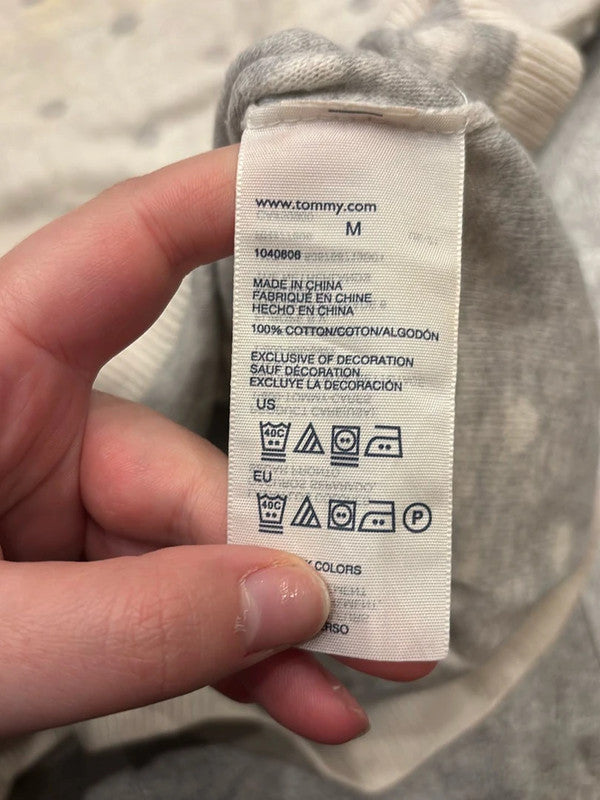 www.tommy.com
M
1040806
MADE IN CHINA
FABRIQUÉ EN CHINE
HECHO EN CHINA
100% COTTON/COTON/ALGODÓN
EXCLUSIVE OF DECORATION
SAUF DÉCORATION
EXCLUYE LA DECORACIÓN
US
40C
EU
40C P
COLORS